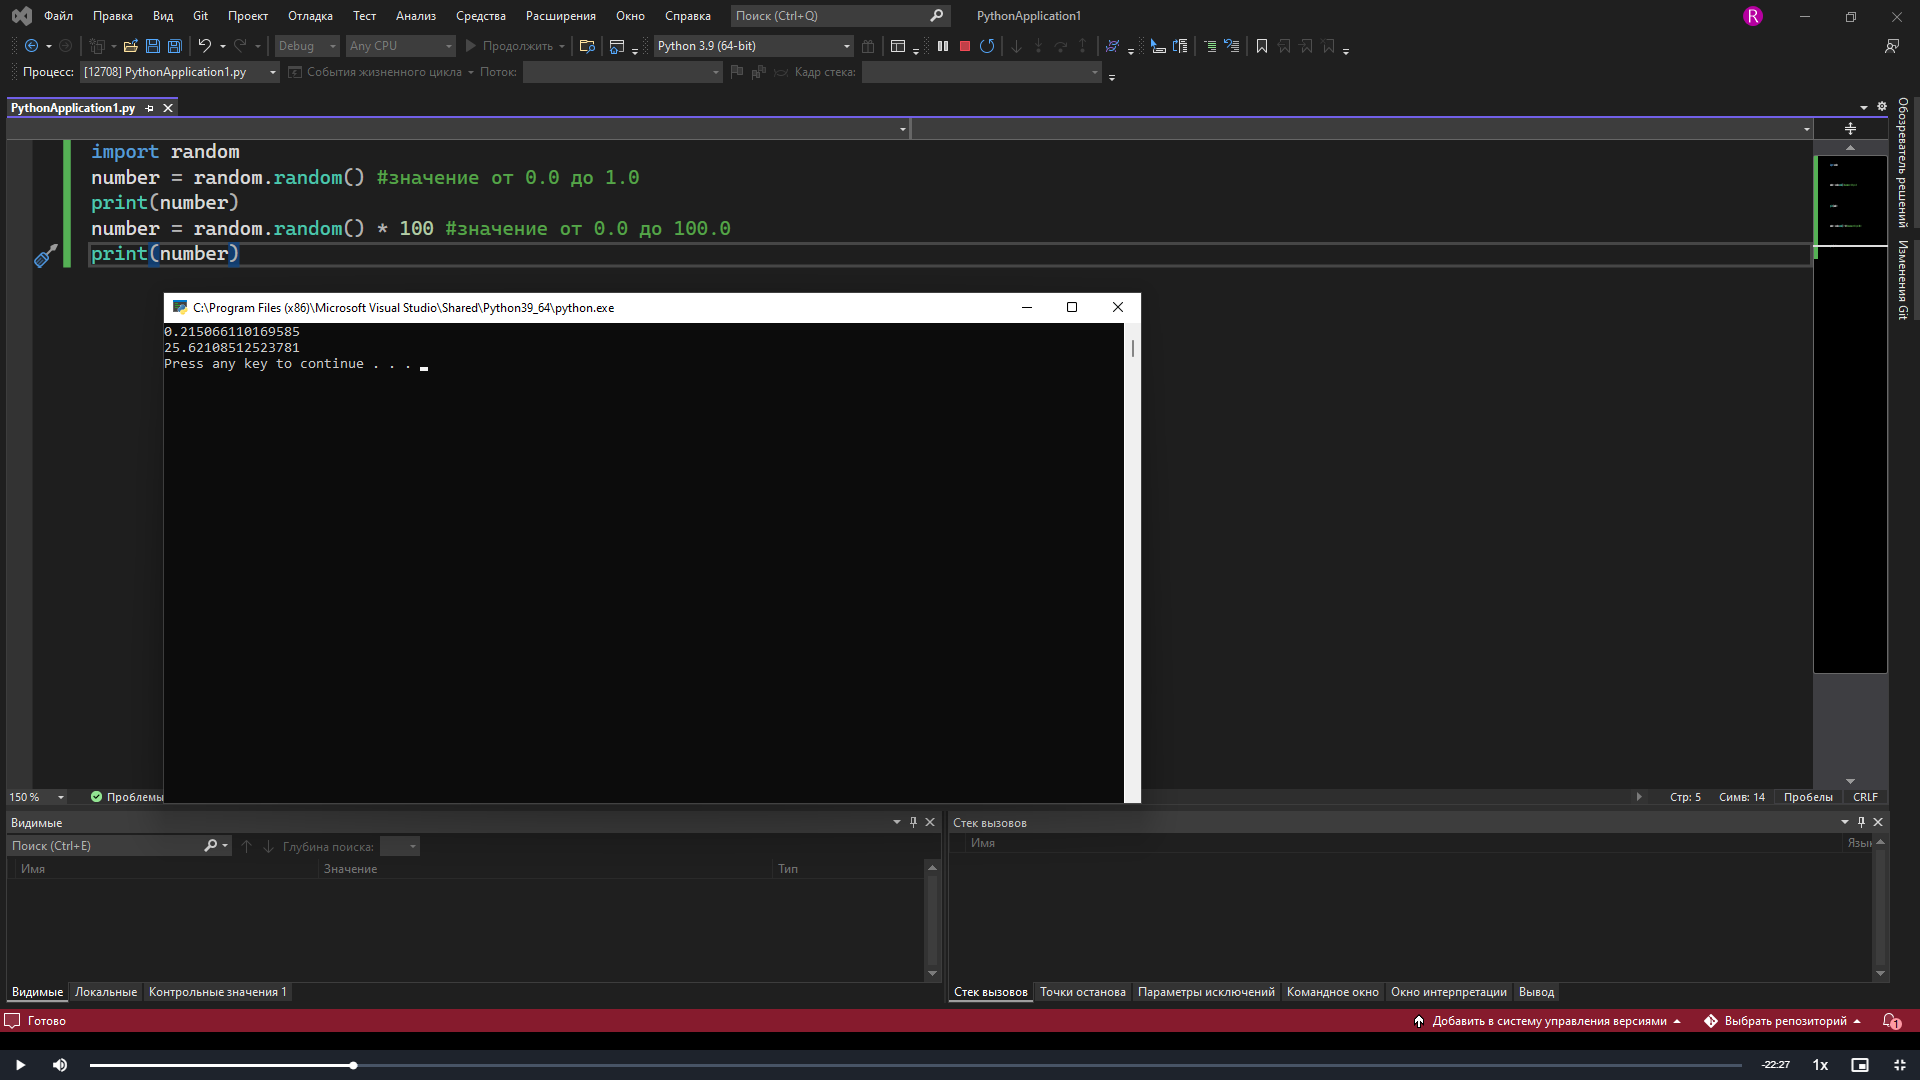 Файл Правка Вид Git Проект Отладка Тест Анализ Средства Расширения Окно Справка Поиск (Ctrl+Q) PythonApplication1 R
Debug Any CPU Продолжить Python 3.9 (64-bit)
Процесс: [12708] PythonApplication1.py События жизненного цикла Поток: Кадр стека:
PythonApplication1.py
import random
number = random.random() #значение от 0.0 до 1.0
print(number)
number = random.random() * 100 #значение от 0.0 до 100.0
print(number)
C:\Program Files (x86)\Microsoft Visual Studio\Shared\Python39_64\python.exe
0.215066110169585
25.62108512523781
Press any key to continue . . .
Обозреватель решений
Изменения Git
150 % Проблемы Стр: 5 Симв: 14 Пробелы CRLF
Видимые
Поиск (Ctrl+E) Глубина поиска:
Имя Значение Тип
Видимые Локальные Контрольные значения 1
Стек вызовов
Имя Язык
Стек вызовов Точки останова Параметры исключений Командное окно Окно интерпретации Вывод
Готово Добавить в систему управления версиями Выбрать репозиторий 1
-22:27 1x